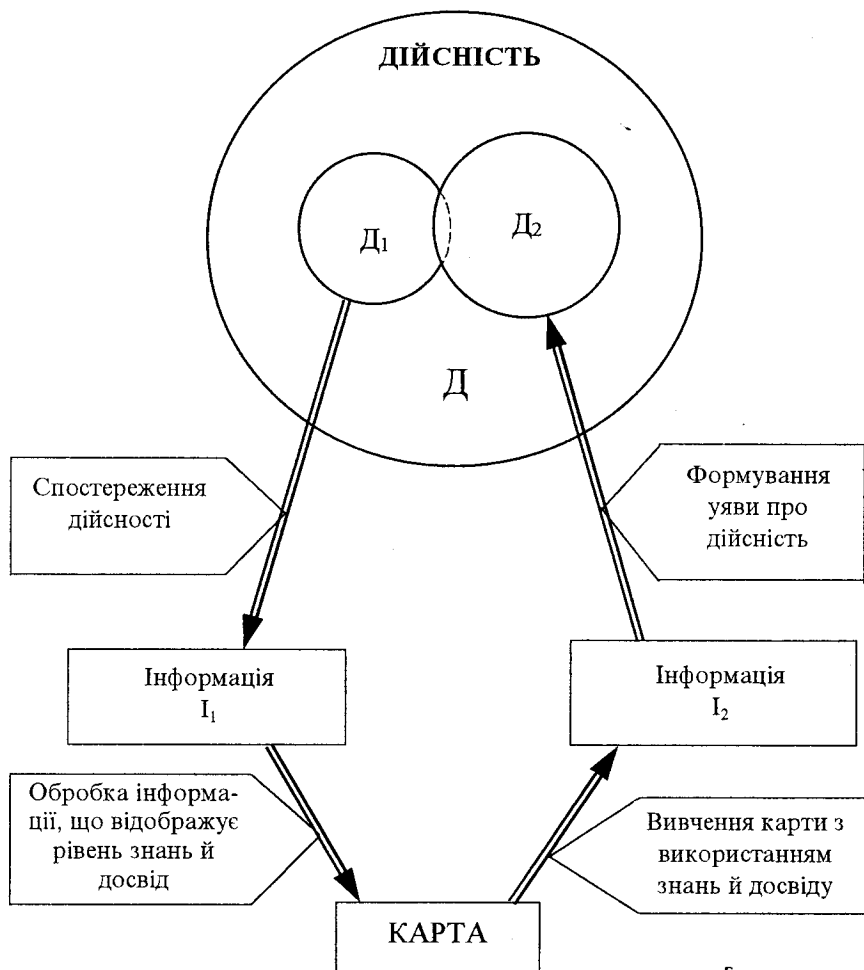 ДІЙСНІСТЬ
Д₁
Д₂
Д
Спостереження
дійсності
Формування
уяви про
дійсність
Інформація
І₁
Інформація
І₂
Обробка інформа-
ції, що відображує
рівень знань й
досвід
Вивчення карти з
використанням
знань й досвіду
КАРТА